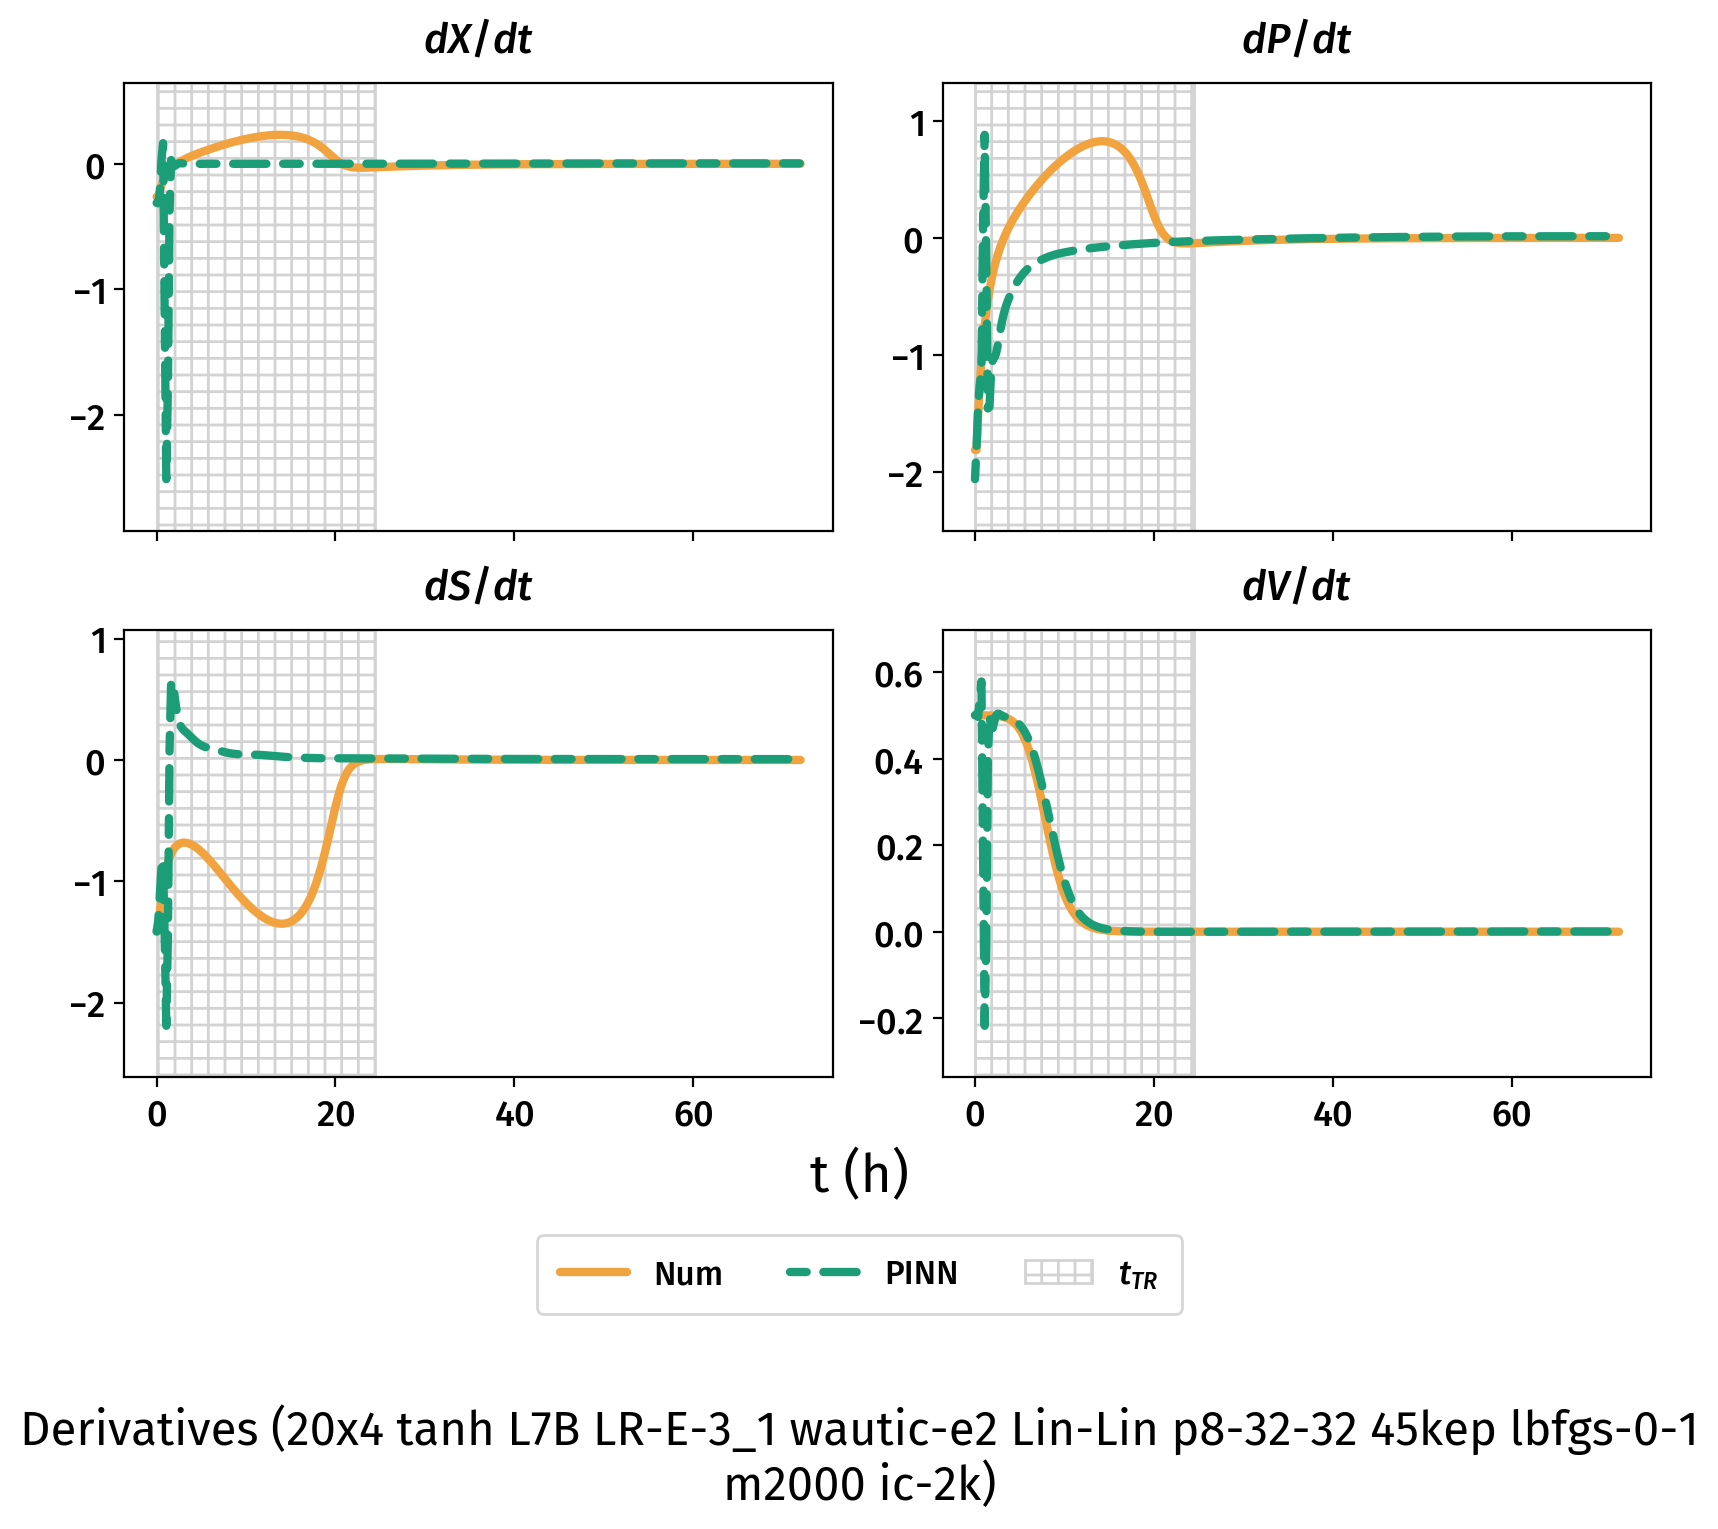 dX/dt
dP/dt
0
−1
−2
1
0
−1
−2
dS/dt
dV/dt
1
0
−1
−2
0.6
0.4
0.2
0.0
−0.2
0 20 40 60
0 20 40 60
t (h)
Num PINN tTR
Derivatives (20x4 tanh L7B LR-E-3_1 wautic-e2 Lin-Lin p8-32-32 45kep lbfgs-0-1
m2000 ic-2k)